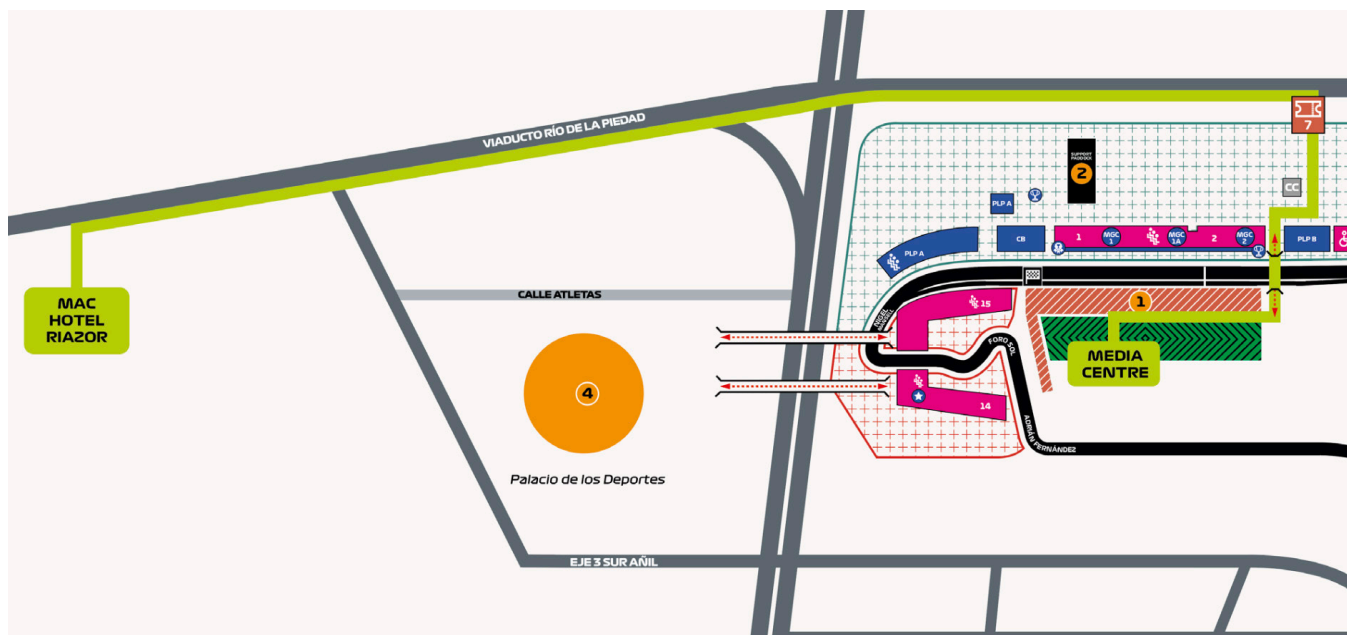 VIADUCTO RÍO DE LA PIEDAD
7
SUPPORT
PADDOCK
2
CC
PLP A
PLP A
CB
1
MGC
1
MGC
1A
2
MGC
2
PLP B
MAC
HOTEL
RIAZOR
CALLE ATLETAS
15
1
FORO SOL
MEDIA
CENTRE
4
14
ADRIÁN FERNÁNDEZ
Palacio de los Deportes
EJE 3 SUR AÑIL